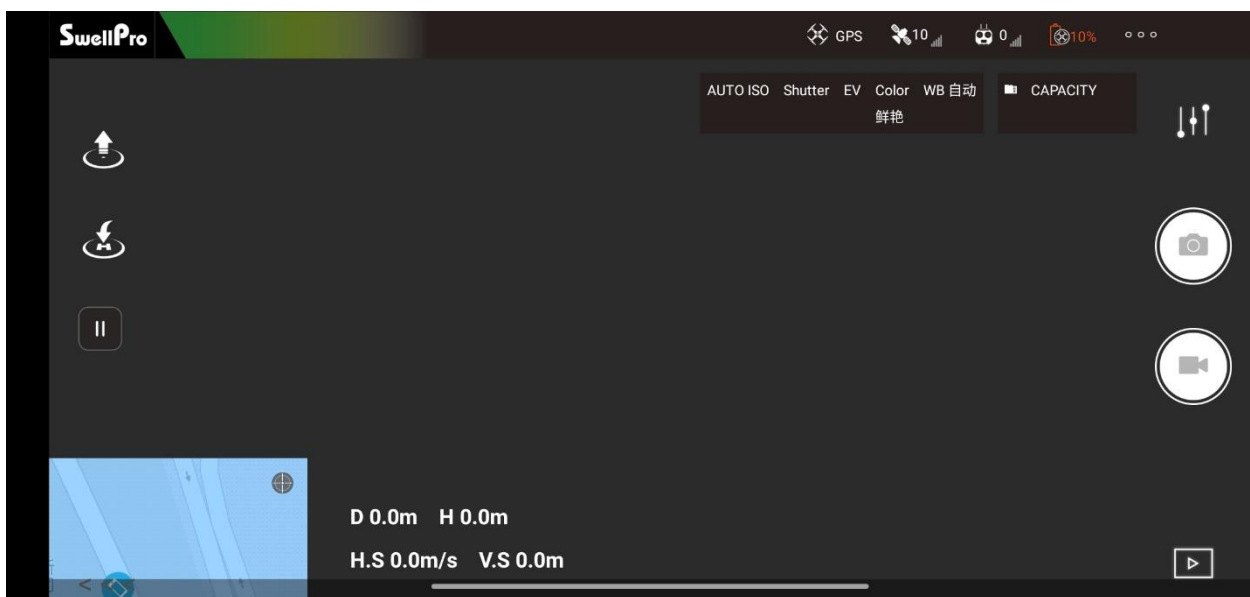 SwellPro
GPS
10
0
10%
AUTO ISO Shutter EV Color WB 自动
鲜艳
CAPACITY
D 0.0m H 0.0m
H.S 0.0m/s V.S 0.0m